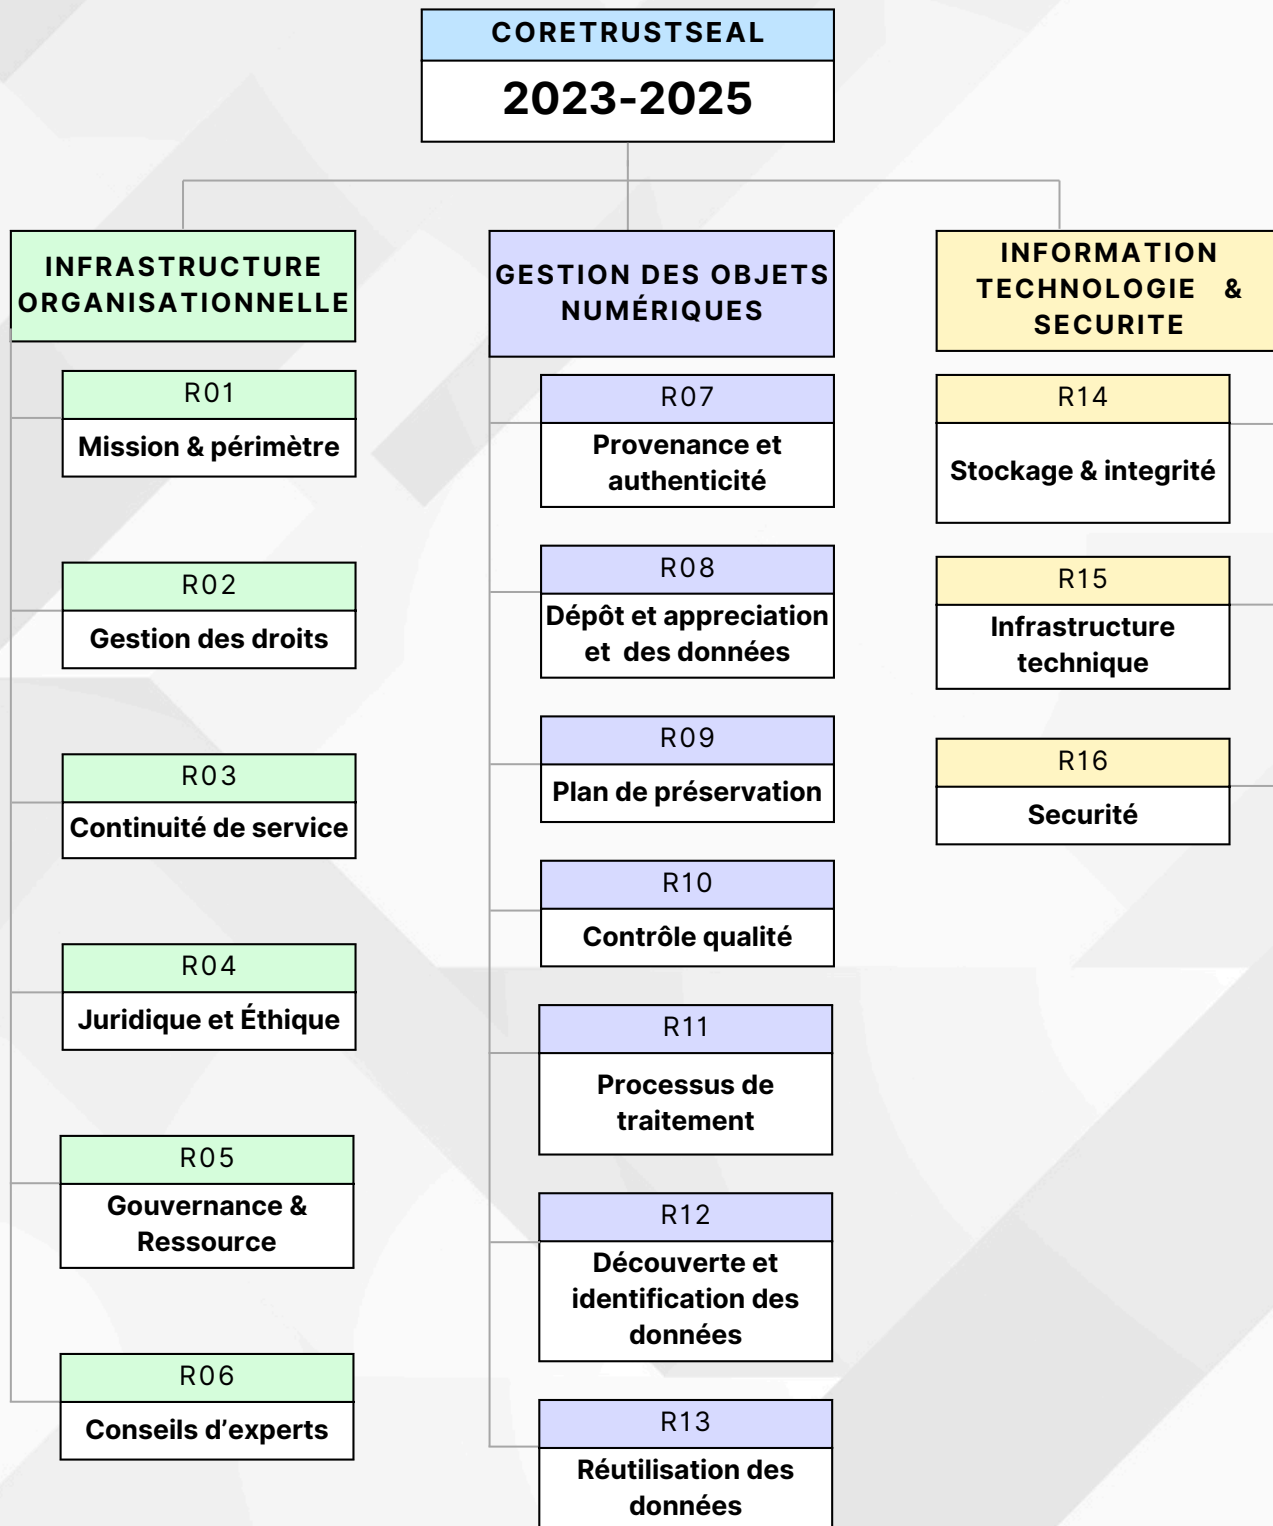 CORETRUSTSEAL
2023-2025
INFRASTRUCTURE
ORGANISATIONNELLE
R01
Mission & périmètre
R02
Gestion des droits
R03
Continuité de service
R04
Juridique et Éthique
R05
Gouvernance &
Ressource
R06
Conseils d’experts
GESTION DES OBJETS
NUMÉRIQUES
R07
Provenance et
authenticité
R08
Dépôt et appreciation
et des données
R09
Plan de préservation
R10
Contrôle qualité
R11
Processus de
traitement
R12
Découverte et
identification des
données
R13
Réutilisation des
données
INFORMATION
TECHNOLOGIE &
SECURITE
R14
Stockage & integrité
R15
Infrastructure
technique
R16
Securité